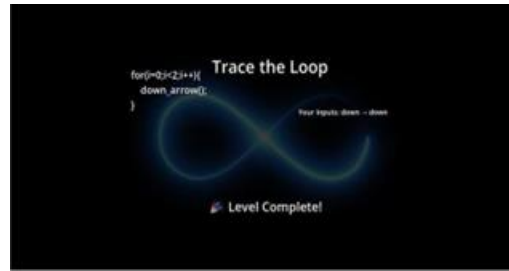 Trace the Loop
for(i=0;i<2;i++){
down_arrow();
}
Your Inputs: down → down
🎉 Level Complete!